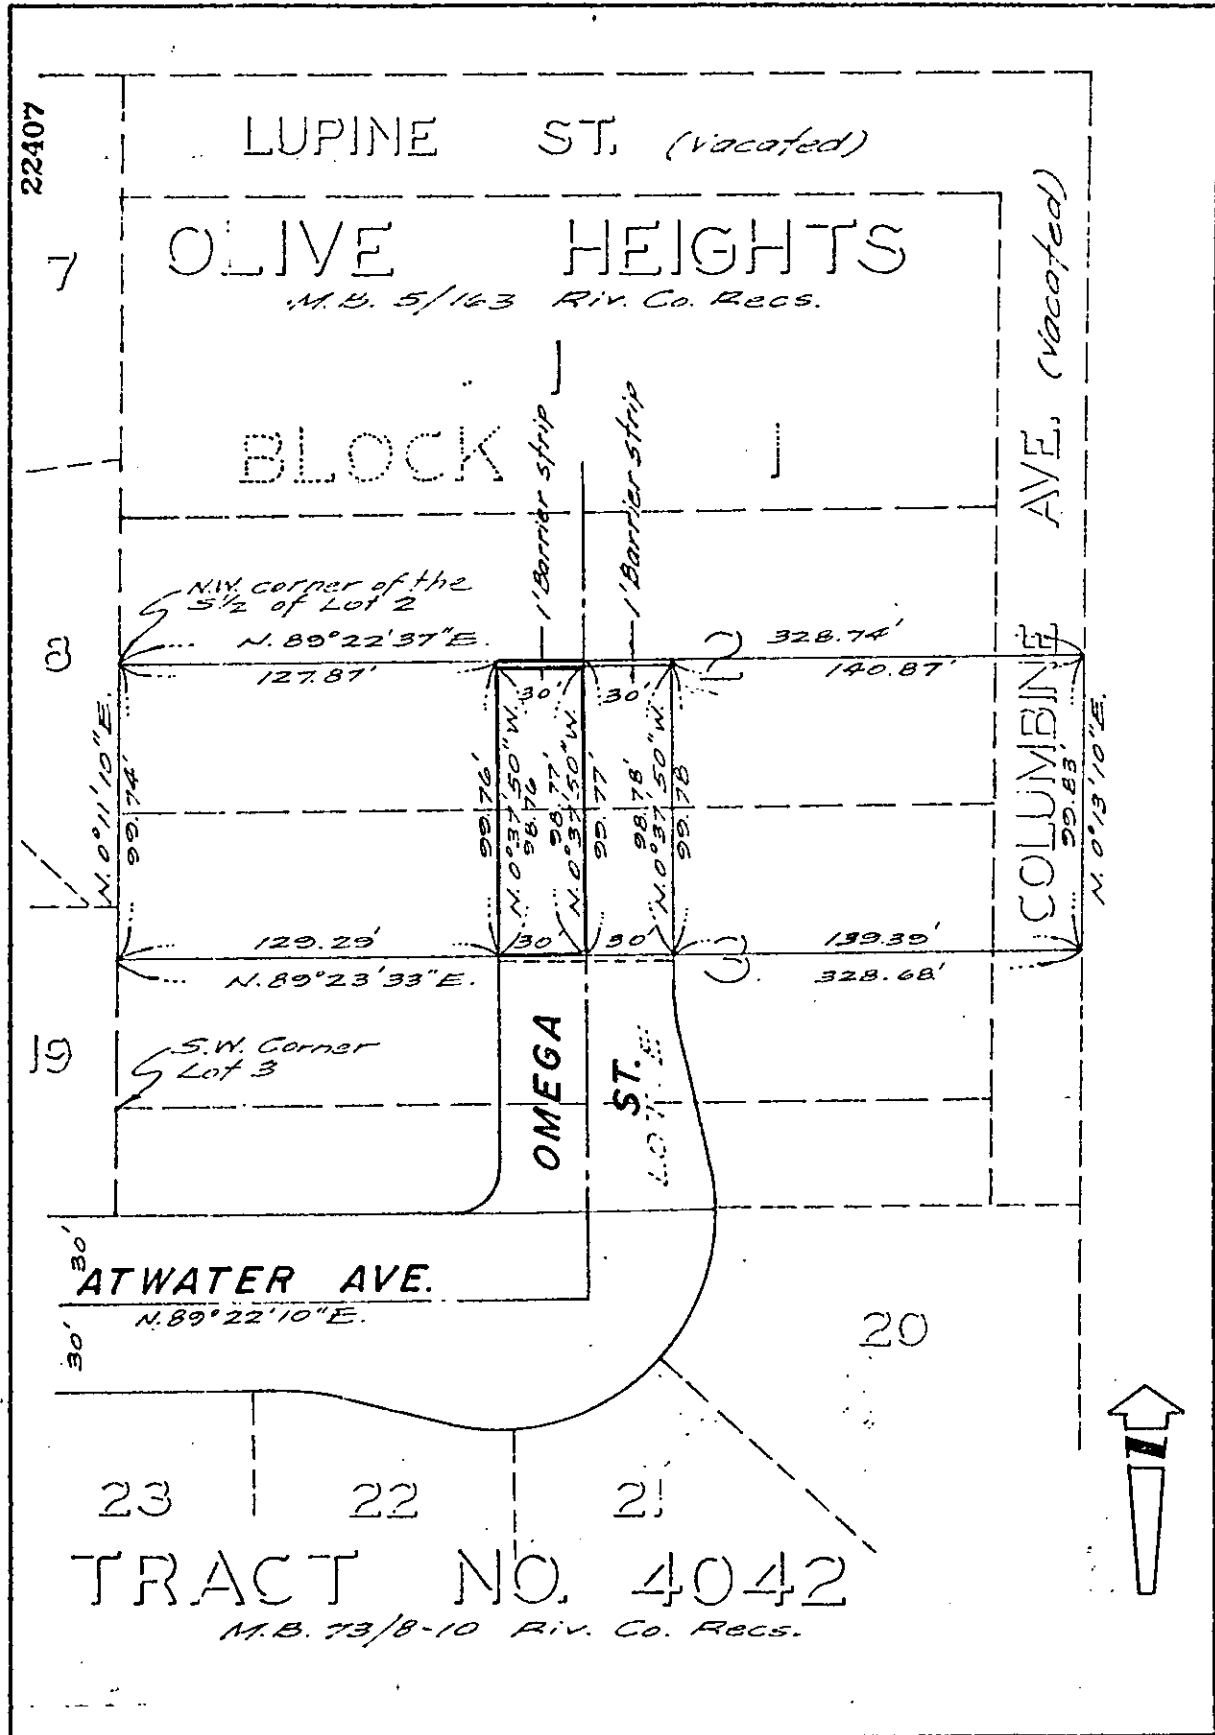 22407
LUPINE ST. (vacated)
7
OLIVE HEIGHTS
M.B. 5/163 Riv. Co. Recs.
COLUMBINE AVE. (vacated)
1
BLOCK 1
1' Barrier strip
1' Barrier strip
N.W. corner of the
S 1/2 of Lot 2
8
N. 89°22'37"E.
127.87'
30'
30'
2
328.74'
140.87'
N. 0°11'10"E.
99.74'
99.76'
N. 0°37'50"W.
98.76
98.77'
N. 0°37'50"W.
99.77'
98.78'
N. 0°37'50"W.
99.78
99.83'
N. 0°13'10"E.
129.29'
N. 89°23'33"E.
30'
30'
3
139.39'
328.68'
19
S.W. Corner
Lot 3
OMEGA ST.
LOT E
30'
ATWATER AVE.
N. 89°22'10"E.
30'
20
N
23
22
21
TRACT NO. 4042
M.B. 73/8-10 Riv. Co. Recs.